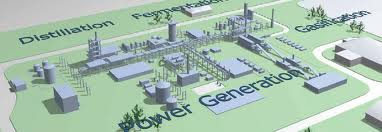 Fermentation
Distillation
Gasification
Power Generation